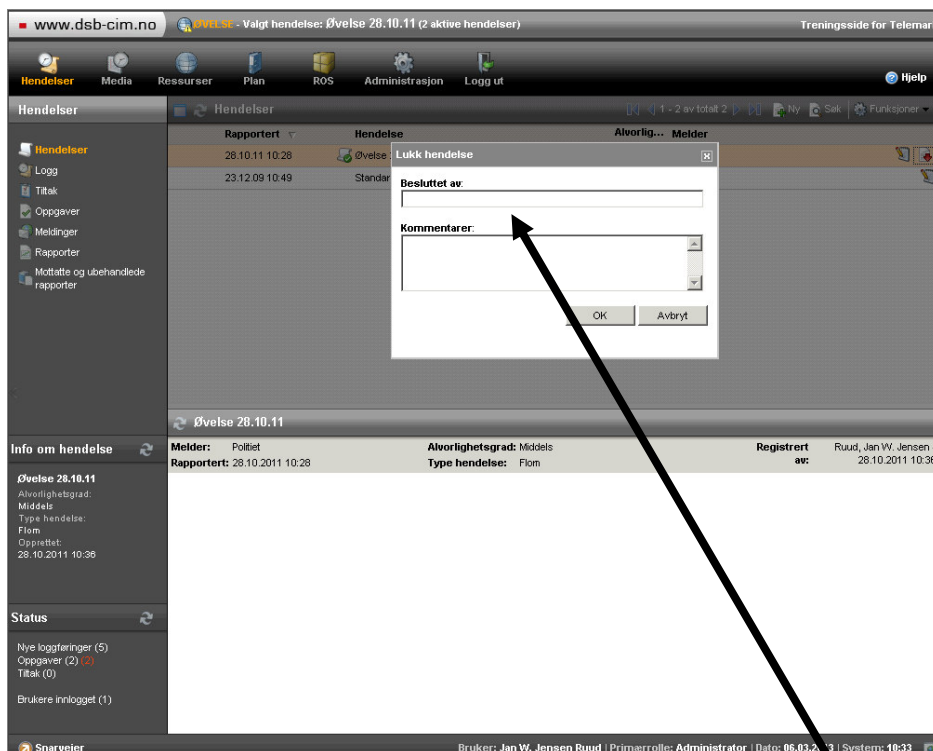 www.dsb-cim.no
ØVELSE - Valgt hendelse: Øvelse 28.10.11 (2 aktive hendelser)
Treningsside for Telemar
Hendelser Media Ressurser Plan ROS Administrasjon Logg ut
Hjelp
Hendelser
Hendelser
1 - 2 av totalt 2
Ny Søk Funksjoner
Rapportert Hendelse Alvorlig... Melder
28.10.11 10:28 Øvelse
23.12.09 10:49 Standar
Hendelser
Logg
Tiltak
Oppgaver
Meldinger
Rapporter
Mottatte og ubehandlede
rapporter
Lukk hendelse
Besluttet av:
Kommentarer:
OK Avbryt
Øvelse 28.10.11
Melder: Politiet Alvorlighetsgrad: Middels Registrert av: Ruud, Jan W. Jensen -
Rapportert: 28.10.2011 10:28 Type hendelse: Flom 28.10.2011 10:36
Info om hendelse
Øvelse 28.10.11
Alvorlighetsgrad:
Middels
Type hendelse:
Flom
Opprettet:
28.10.2011 10:36
Status
Nye loggføringer (5)
Oppgaver (2) (2)
Tiltak (0)
Brukere innlogget (1)
Snarveier
Bruker: Jan W. Jensen Ruud | Primærrolle: Administrator | Dato: 06.03. | System: 10:33